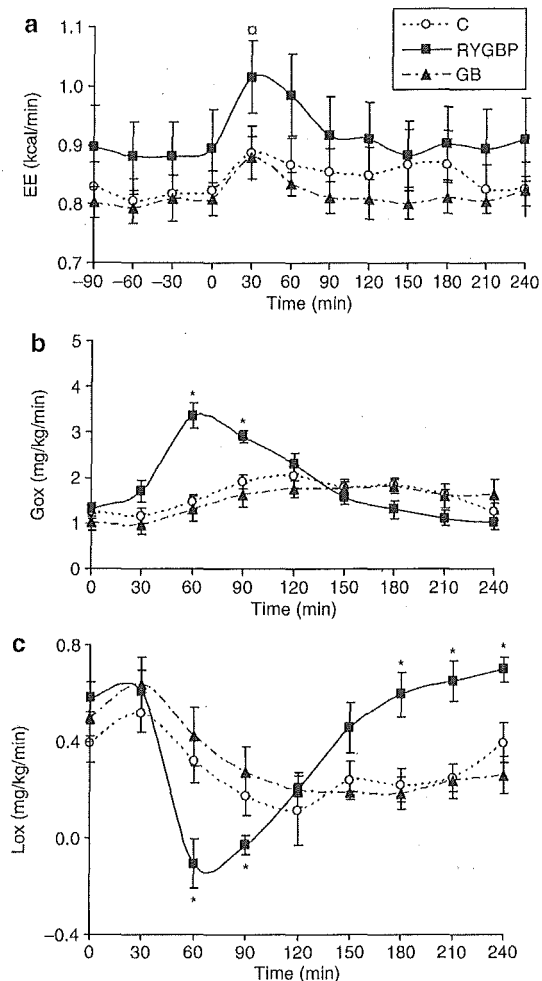 a
¤
C
RYGBP
GB
EE (kcal/min)
1.1
1.0
0.9
0.8
0.7
−90 −60 −30 0 30 60 90 120 150 180 210 240
Time (min)
b
Gox (mg/kg/min)
5
4
3
2
1
0
* *
0 30 60 90 120 150 180 210 240
Time (min)
c
Lox (mg/kg/min)
0.8
0.4
0.0
−0.4
* * *
* *
0 30 60 90 120 150 180 210 240
Time (min)